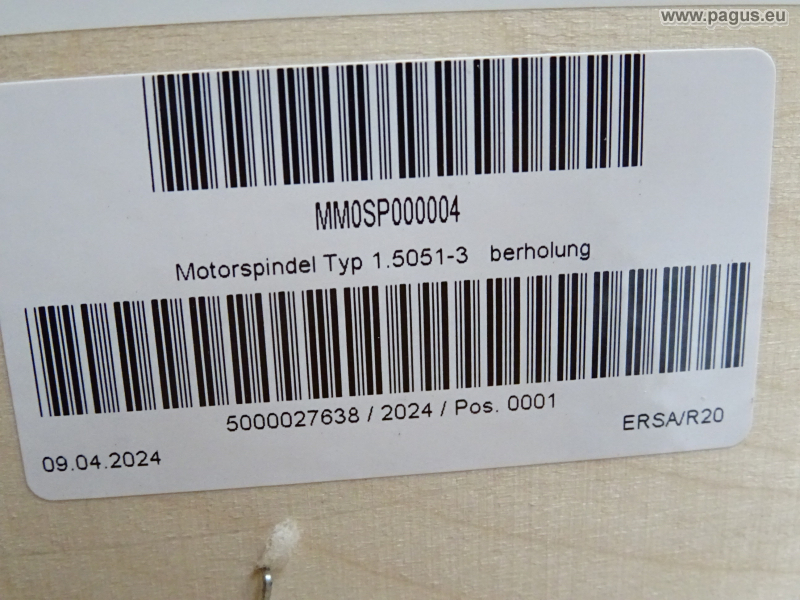 www.pagus.eu
MM0SP000004
Motorspindel Typ 1.5051-3 berholung
5000027638 / 2024 / Pos. 0001
09.04.2024
ERSA/R20